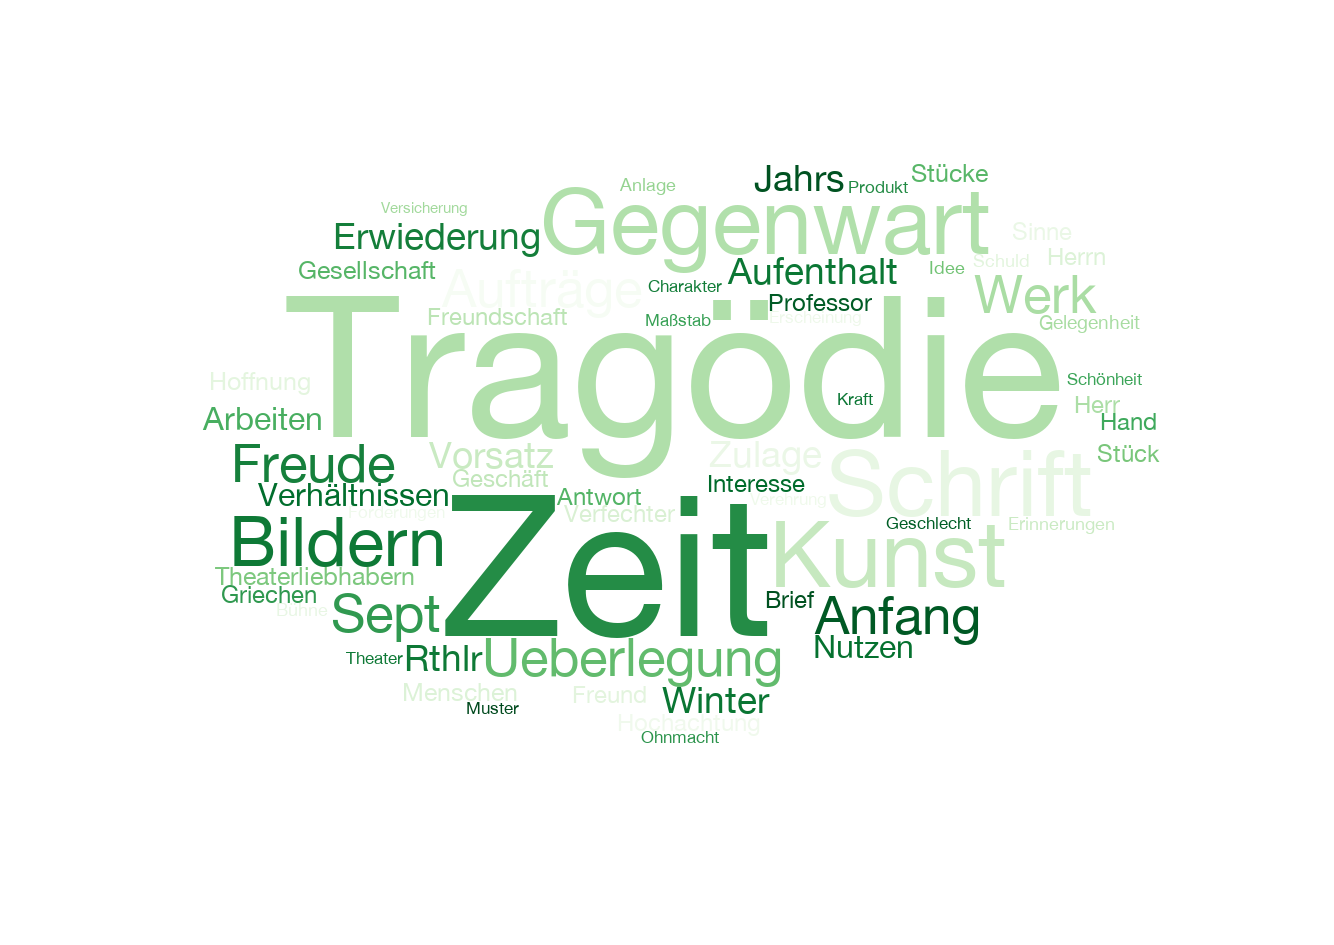 Jahrs
Stücke
Anlage
Produkt
Versicherung
Gegenwart
Erwiederung
Sinne
Gesellschaft
Aufenthalt
Idee
Schuld
Herrn
Aufträge
Charakter
Werk
Professor
Freundschaft
Maßstab
Erscheinung
Gelegenheit
Tragödie
Hoffnung
Schönheit
Kraft
Herr
Arbeiten
Hand
Freude
Vorsatz
Zulage
Stück
Geschäft
Schrift
Interesse
Verhältnissen
Antwort
Verehrung
Forderungen
Verfechter
Geschlecht
Erinnerungen
Bildern
Zeit
Kunst
Theaterliebhabern
Griechen
Brief
Bühne
Sept
Anfang
Nutzen
Theater
Rthlr
Ueberlegung
Menschen
Freund
Winter
Muster
Hochachtung
Ohnmacht